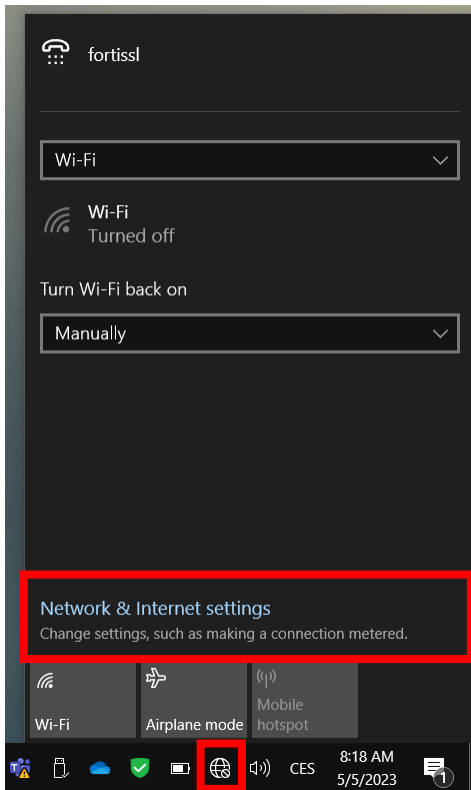 fortissl
Wi-Fi
Wi-Fi
Turned off
Turn Wi-Fi back on
Manually
Network & Internet settings
Change settings, such as making a connection metered.
Wi-Fi
Airplane mode
Mobile
hotspot
T
CES
8:18 AM
5/5/2023
1